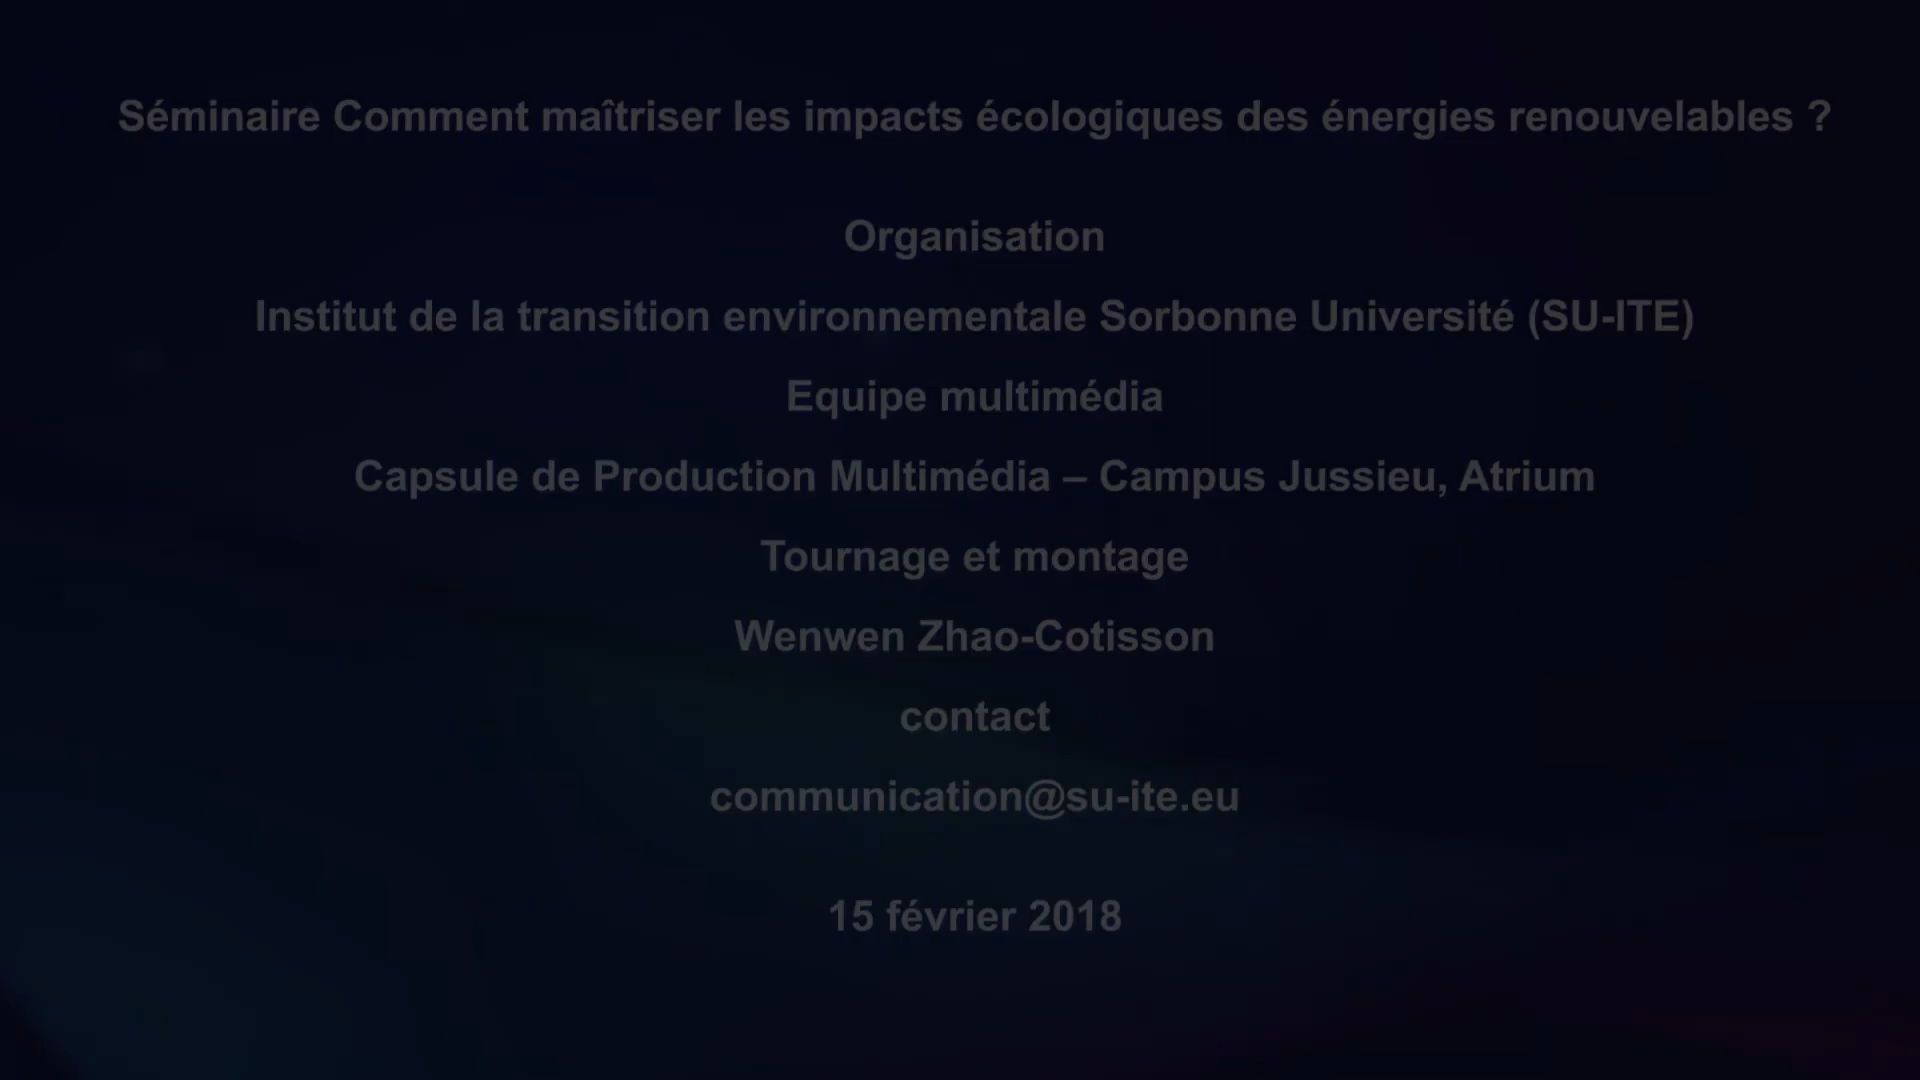 Séminaire Comment maîtriser les impacts écologiques des énergies renouvelables ?
Organisation
Institut de la transition environnementale Sorbonne Université (SU-ITE)
Equipe multimédia
Capsule de Production Multimédia – Campus Jussieu, Atrium
Tournage et montage
Wenwen Zhao-Cotisson
contact
communication@su-ite.eu
15 février 2018